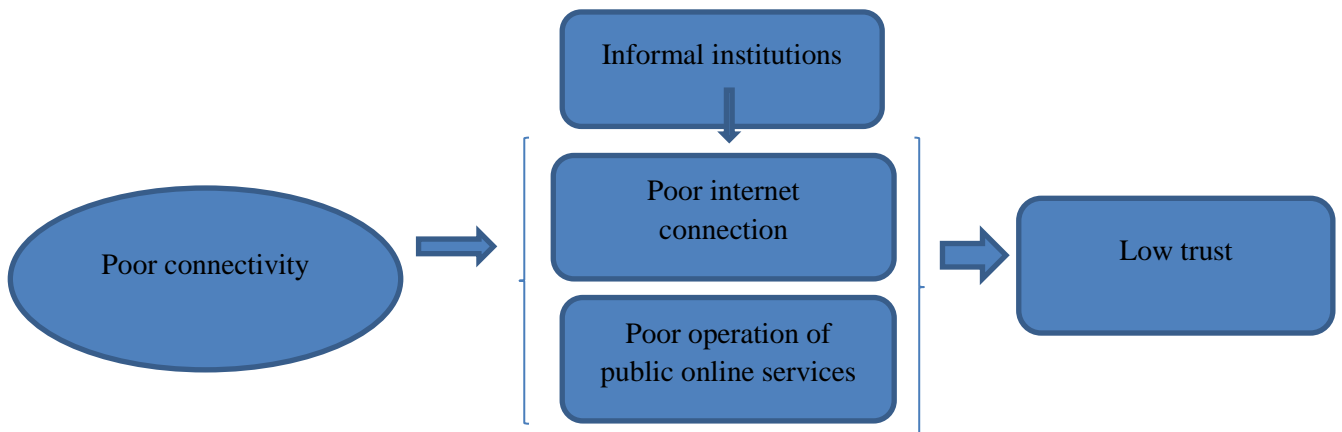 Informal institutions
Poor connectivity
Poor internet
connection
Poor operation of
public online services
Low trust